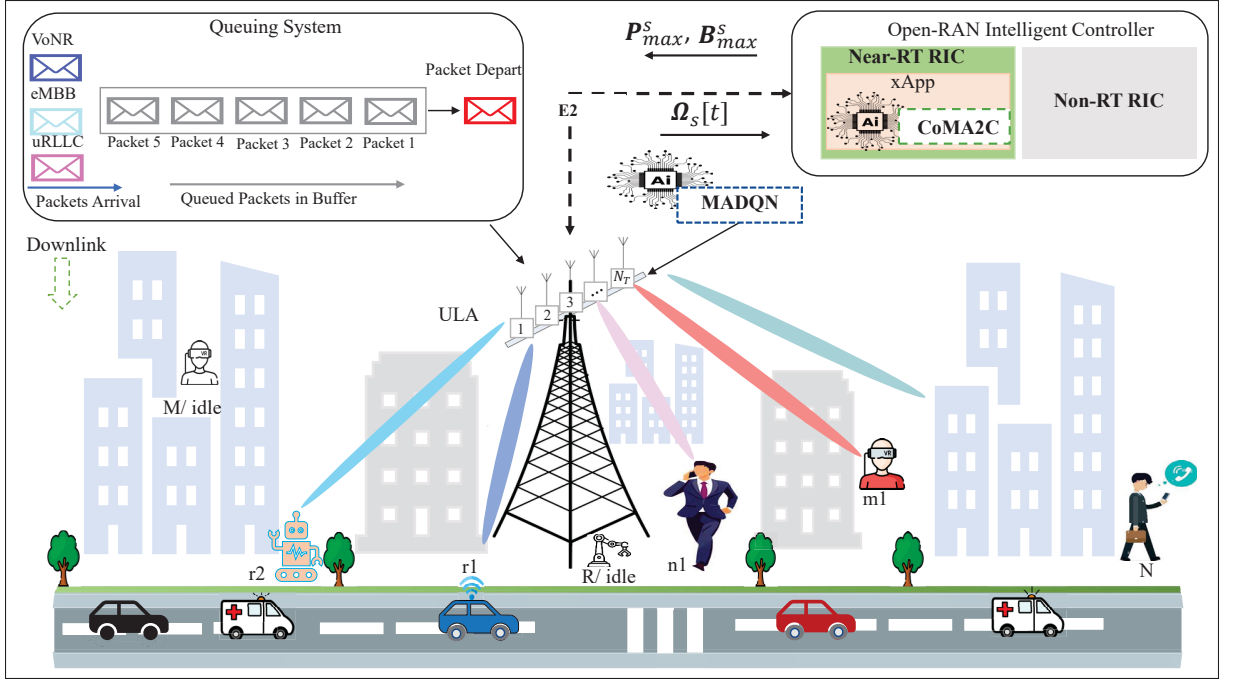 Queuing System
VoNR
eMBB
uRLLC
Packet 5
Packet 4
Packet 3
Packet 2
Packet 1
Packet Depart
Packets Arrival
Queued Packets in Buffer
P^s_max, B^s_max
E2
Ω_s[t]
Ai
MADQN
Open-RAN Intelligent Controller
Near-RT RIC
xApp
Ai
CoMA2C
Non-RT RIC
Downlink
ULA
1
2
3
...
N_T
VR
M/ idle
r2
r1
R/ idle
n1
VR
m1
N